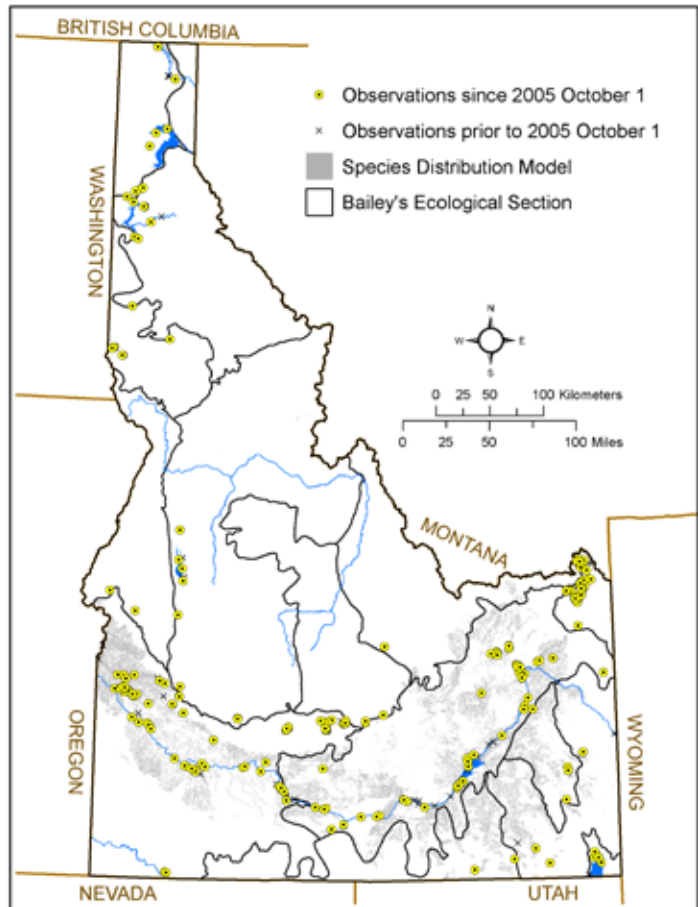 BRITISH COLUMBIA
Observations since 2005 October 1
Observations prior to 2005 October 1
Species Distribution Model
Bailey's Ecological Section
WASHINGTON
N
W E
S
0 25 50 100 Kilometers
0 25 50 100 Miles
MONTANA
OREGON
WYOMING
NEVADA
UTAH